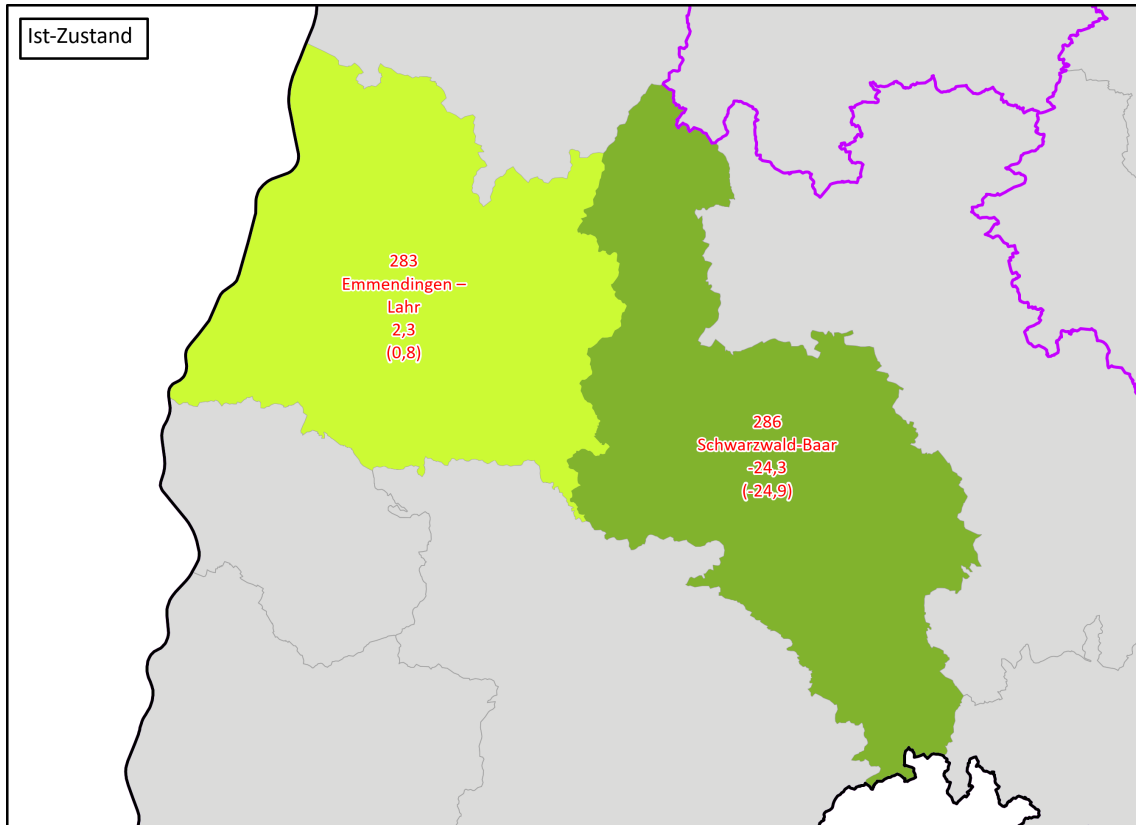 Ist-Zustand
283
Emmendingen –
Lahr
2,3
(0,8)
286
Schwarzwald-Baar
-24,3
(-24,9)